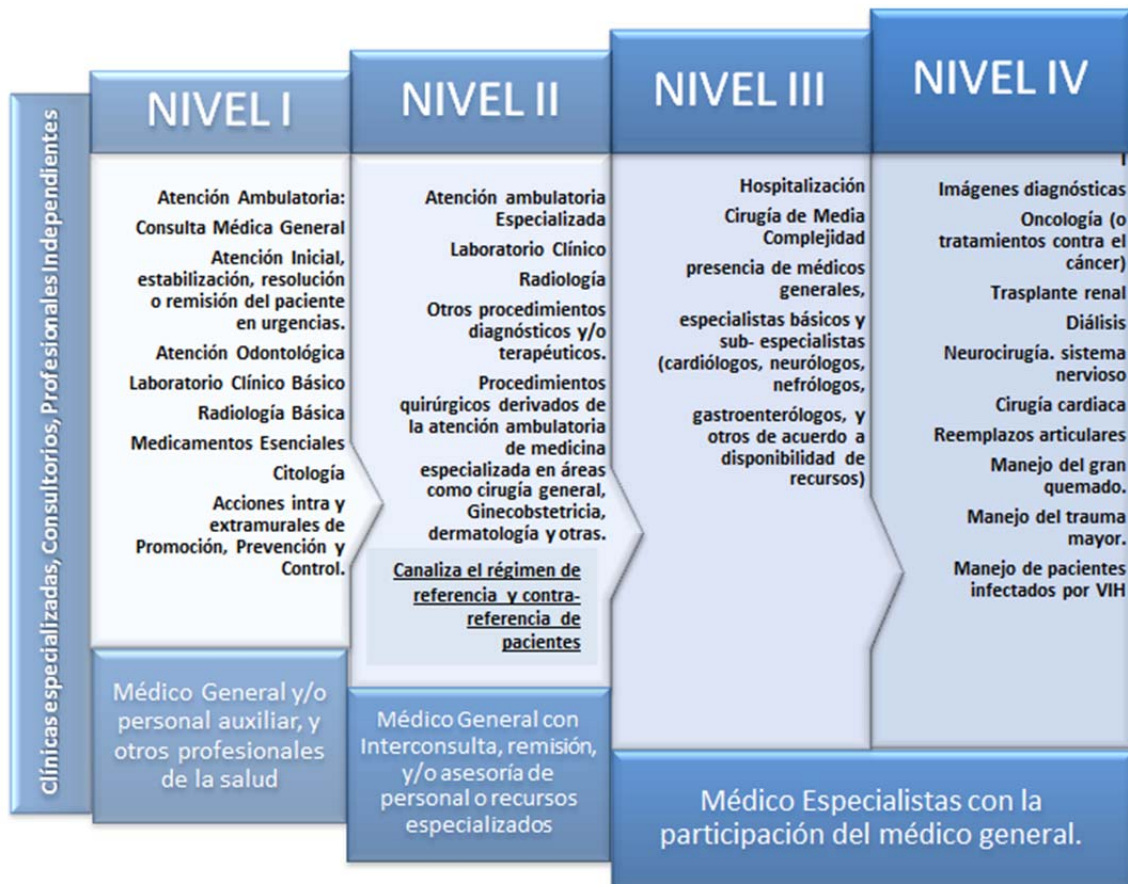 Clínicas especializadas, Consultorios, Profesionales Independientes
NIVEL I
Atención Ambulatoria:
Consulta Médica General
Atención Inicial,
estabilización, resolución
o remisión del paciente
en urgencias.
Atención Odontológica
Laboratorio Clínico Básico
Radiología Básica
Medicamentos Esenciales
Citología
Acciones intra y
extramurales de
Promoción, Prevención y
Control.
Médico General y/o
personal auxiliar, y
otros profesionales
de la salud
NIVEL II
Atención ambulatoria
Especializada
Laboratorio Clínico
Radiología
Otros procedimientos
diagnósticos y/o
terapéuticos.
Procedimientos
quirúrgicos derivados de
la atención ambulatoria
de medicina
especializada en áreas
como cirugía general,
Ginecobstetricia,
dermatología y otras.
Canaliza el régimen de
referencia y contra-
referencia de
pacientes
Médico General con
Interconsulta, remisión,
y/o asesoría de
personal o recursos
especializados
NIVEL III
Hospitalización
Cirugía de Media
Complejidad
presencia de médicos
generales,
especialistas básicos y
sub- especialistas
(cardiólogos, neurólogos,
nefrólogos,
gastroenterólogos, y
otros de acuerdo a
disponibilidad de
recursos)
NIVEL IV
Imágenes diagnósticas
Oncología (o
tratamientos contra el
cáncer)
Trasplante renal
Diálisis
Neurocirugía. sistema
nervioso
Cirugía cardiaca
Reemplazos articulares
Manejo del gran
quemado.
Manejo del trauma
mayor.
Manejo de pacientes
infectados por VIH
Médico Especialistas con la
participación del médico general.